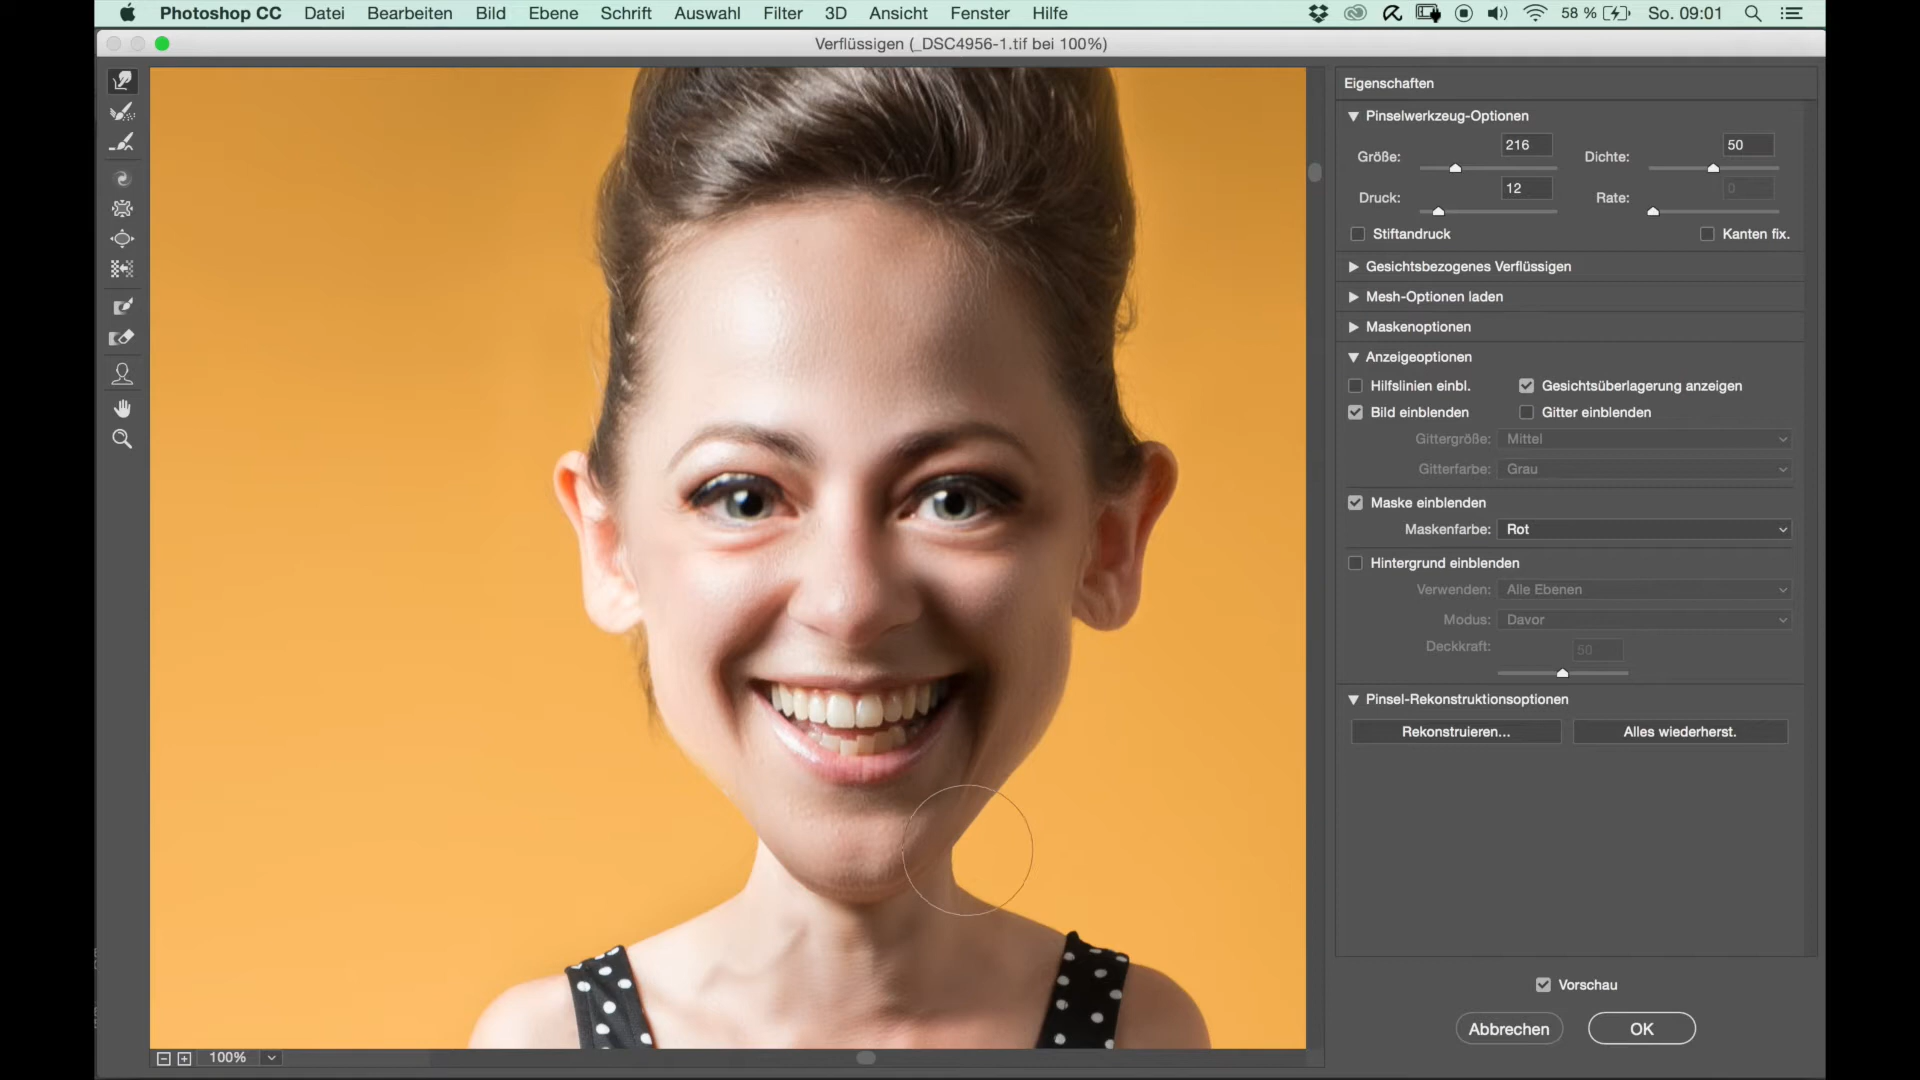 Photoshop CC Datei Bearbeiten Bild Ebene Schrift Auswahl Filter 3D Ansicht Fenster Hilfe 58 % So. 09:01
Verflüssigen (_DSC4956-1.tif bei 100%)
Eigenschaften
Pinselwerkzeug-Optionen
Größe: 216 Dichte: 50
Druck: 12 Rate: 0
Stiftandruck Kanten fix.
Gesichtsbezogenes Verflüssigen
Mesh-Optionen laden
Maskenoptionen
Anzeigeoptionen
Hilfslinien einbl. Gesichtsüberlagerung anzeigen
Bild einblenden Gitter einblenden
Gittergröße: Mittel
Gitterfarbe: Grau
Maske einblenden
Maskenfarbe: Rot
Hintergrund einblenden
Verwenden: Alle Ebenen
Modus: Davor
Deckkraft: 50
Pinsel-Rekonstruktionsoptionen
Rekonstruieren... Alles wiederherst.
Vorschau
Abbrechen OK
100%